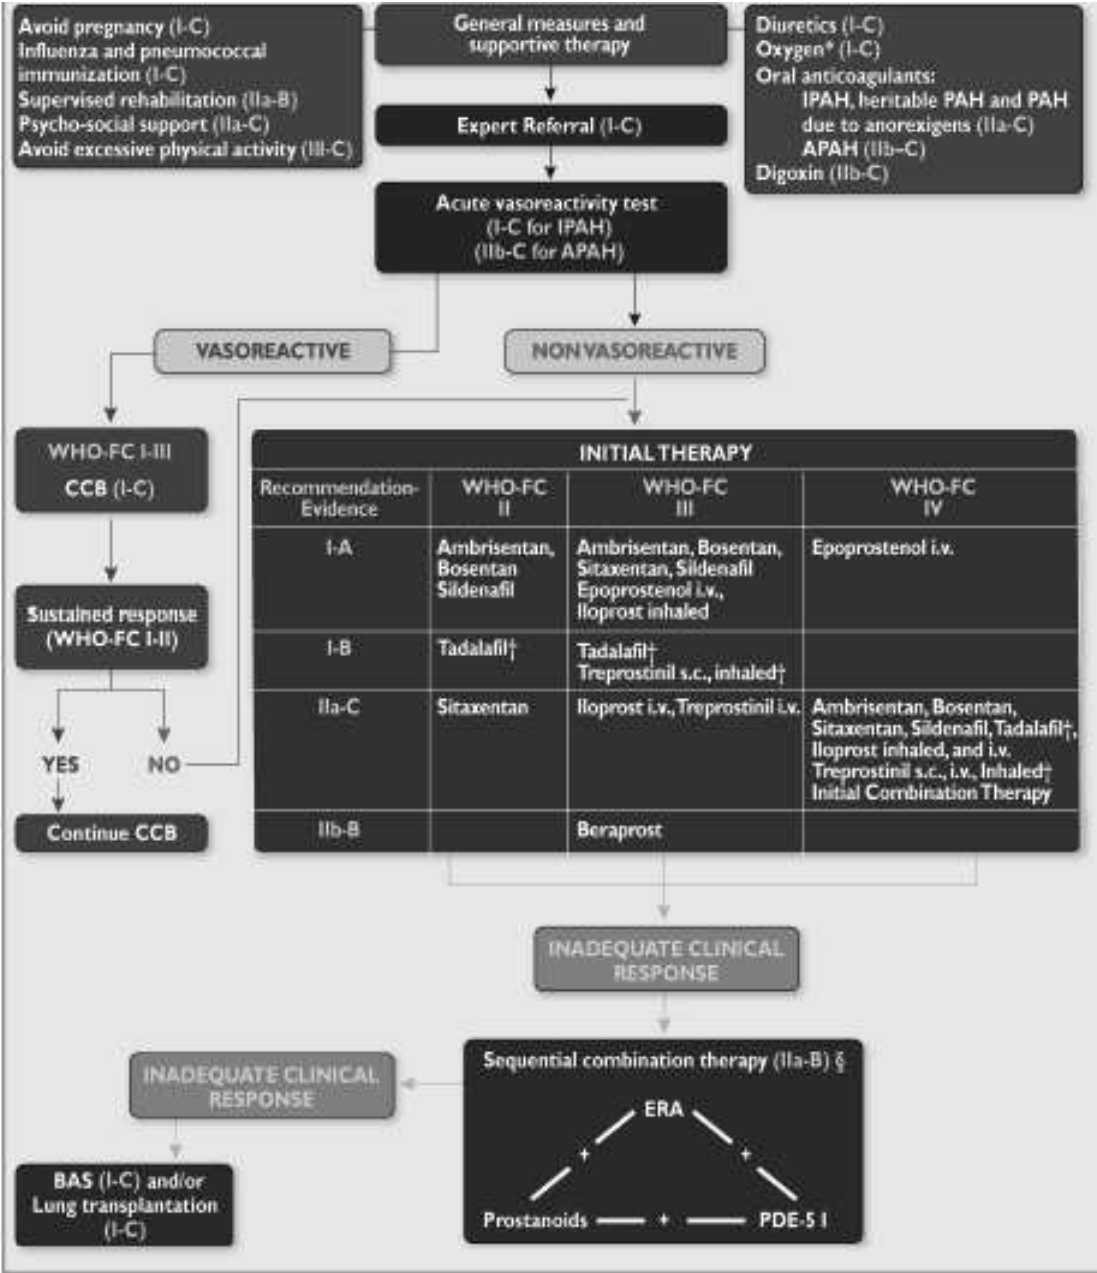 Avoid pregnancy (I-C)
Influenza and pneumococcal
immunization (I-C)
Supervised rehabilitation (IIa-B)
Psycho-social support (IIa-C)
Avoid excessive physical activity (III-C)
General measures and
supportive therapy
Diuretics (I-C)
Oxygen* (I-C)
Oral anticoagulants:
IPAH, heritable PAH and PAH
due to anorexigens (IIa-C)
APAH (IIb-C)
Digoxin (IIb-C)
Expert Referral (I-C)
Acute vasoreactivity test
(I-C for IPAH)
(IIb-C for APAH)
VASOREACTIVE
NON VASOREACTIVE
WHO-FC I-III
CCB (I-C)
Sustained response
(WHO-FC I-II)
YES
NO
Continue CCB
INITIAL THERAPY
Recommendation-
Evidence
WHO-FC
II
WHO-FC
III
WHO-FC
IV
I-A
Ambrisentan,
Bosentan
Sildenafil
Ambrisentan, Bosentan,
Sitaxentan, Sildenafil
Epoprostenol i.v.,
Iloprost inhaled
Epoprostenol i.v.
I-B
Tadalafil†
Tadalafil†
Treprostinil s.c., inhaled†
IIa-C
Sitaxentan
Iloprost i.v., Treprostinil i.v.
Ambrisentan, Bosentan,
Sitaxentan, Sildenafil, Tadalafil†,
Iloprost inhaled, and i.v.
Treprostinil s.c., i.v., Inhaled†
Initial Combination Therapy
IIb-B
Beraprost
INADEQUATE CLINICAL
RESPONSE
Sequential combination therapy (IIa-B) §
ERA
+
+
Prostanoids
+
PDE-5 I
INADEQUATE CLINICAL
RESPONSE
BAS (I-C) and/or
Lung transplantation
(I-C)